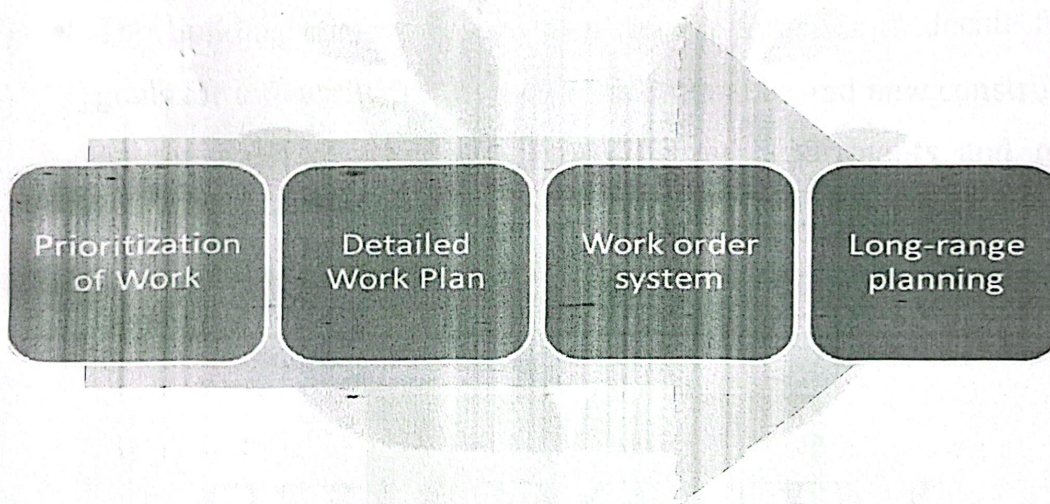 Prioritization
of Work
Detailed
Work Plan
Work order
system
Long-range
planning